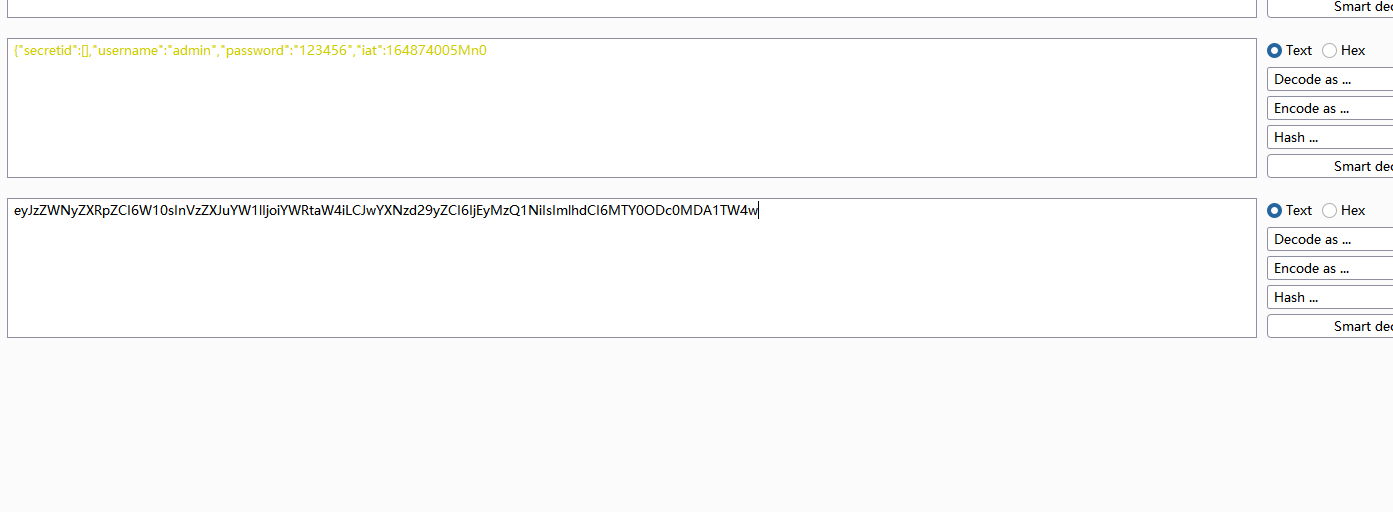 Smart dec
{"secretid":[],"username":"admin","password":"123456","iat":164874005Mn0
Text Hex
Decode as ...
Encode as ...
Hash ...
Smart dec
eyJzZWNyZXRpZCI6W10sInVzZXJuYW1lIjoiYWRtaW4iLCJwYXNzd29yZCI6IjEyMzQ1NiIsImlhdCI6MTY0ODc0MDA1TW4w
Text Hex
Decode as ...
Encode as ...
Hash ...
Smart dec